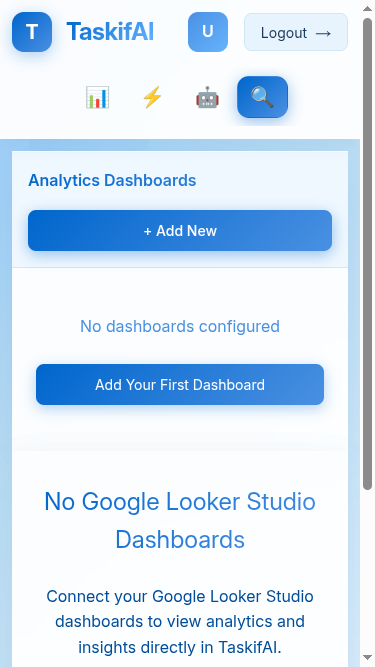 T TaskifAI U Logout →
Analytics Dashboards
+ Add New
No dashboards configured
Add Your First Dashboard
No Google Looker Studio
Dashboards
Connect your Google Looker Studio
dashboards to view analytics and
insights directly in TaskifAI.